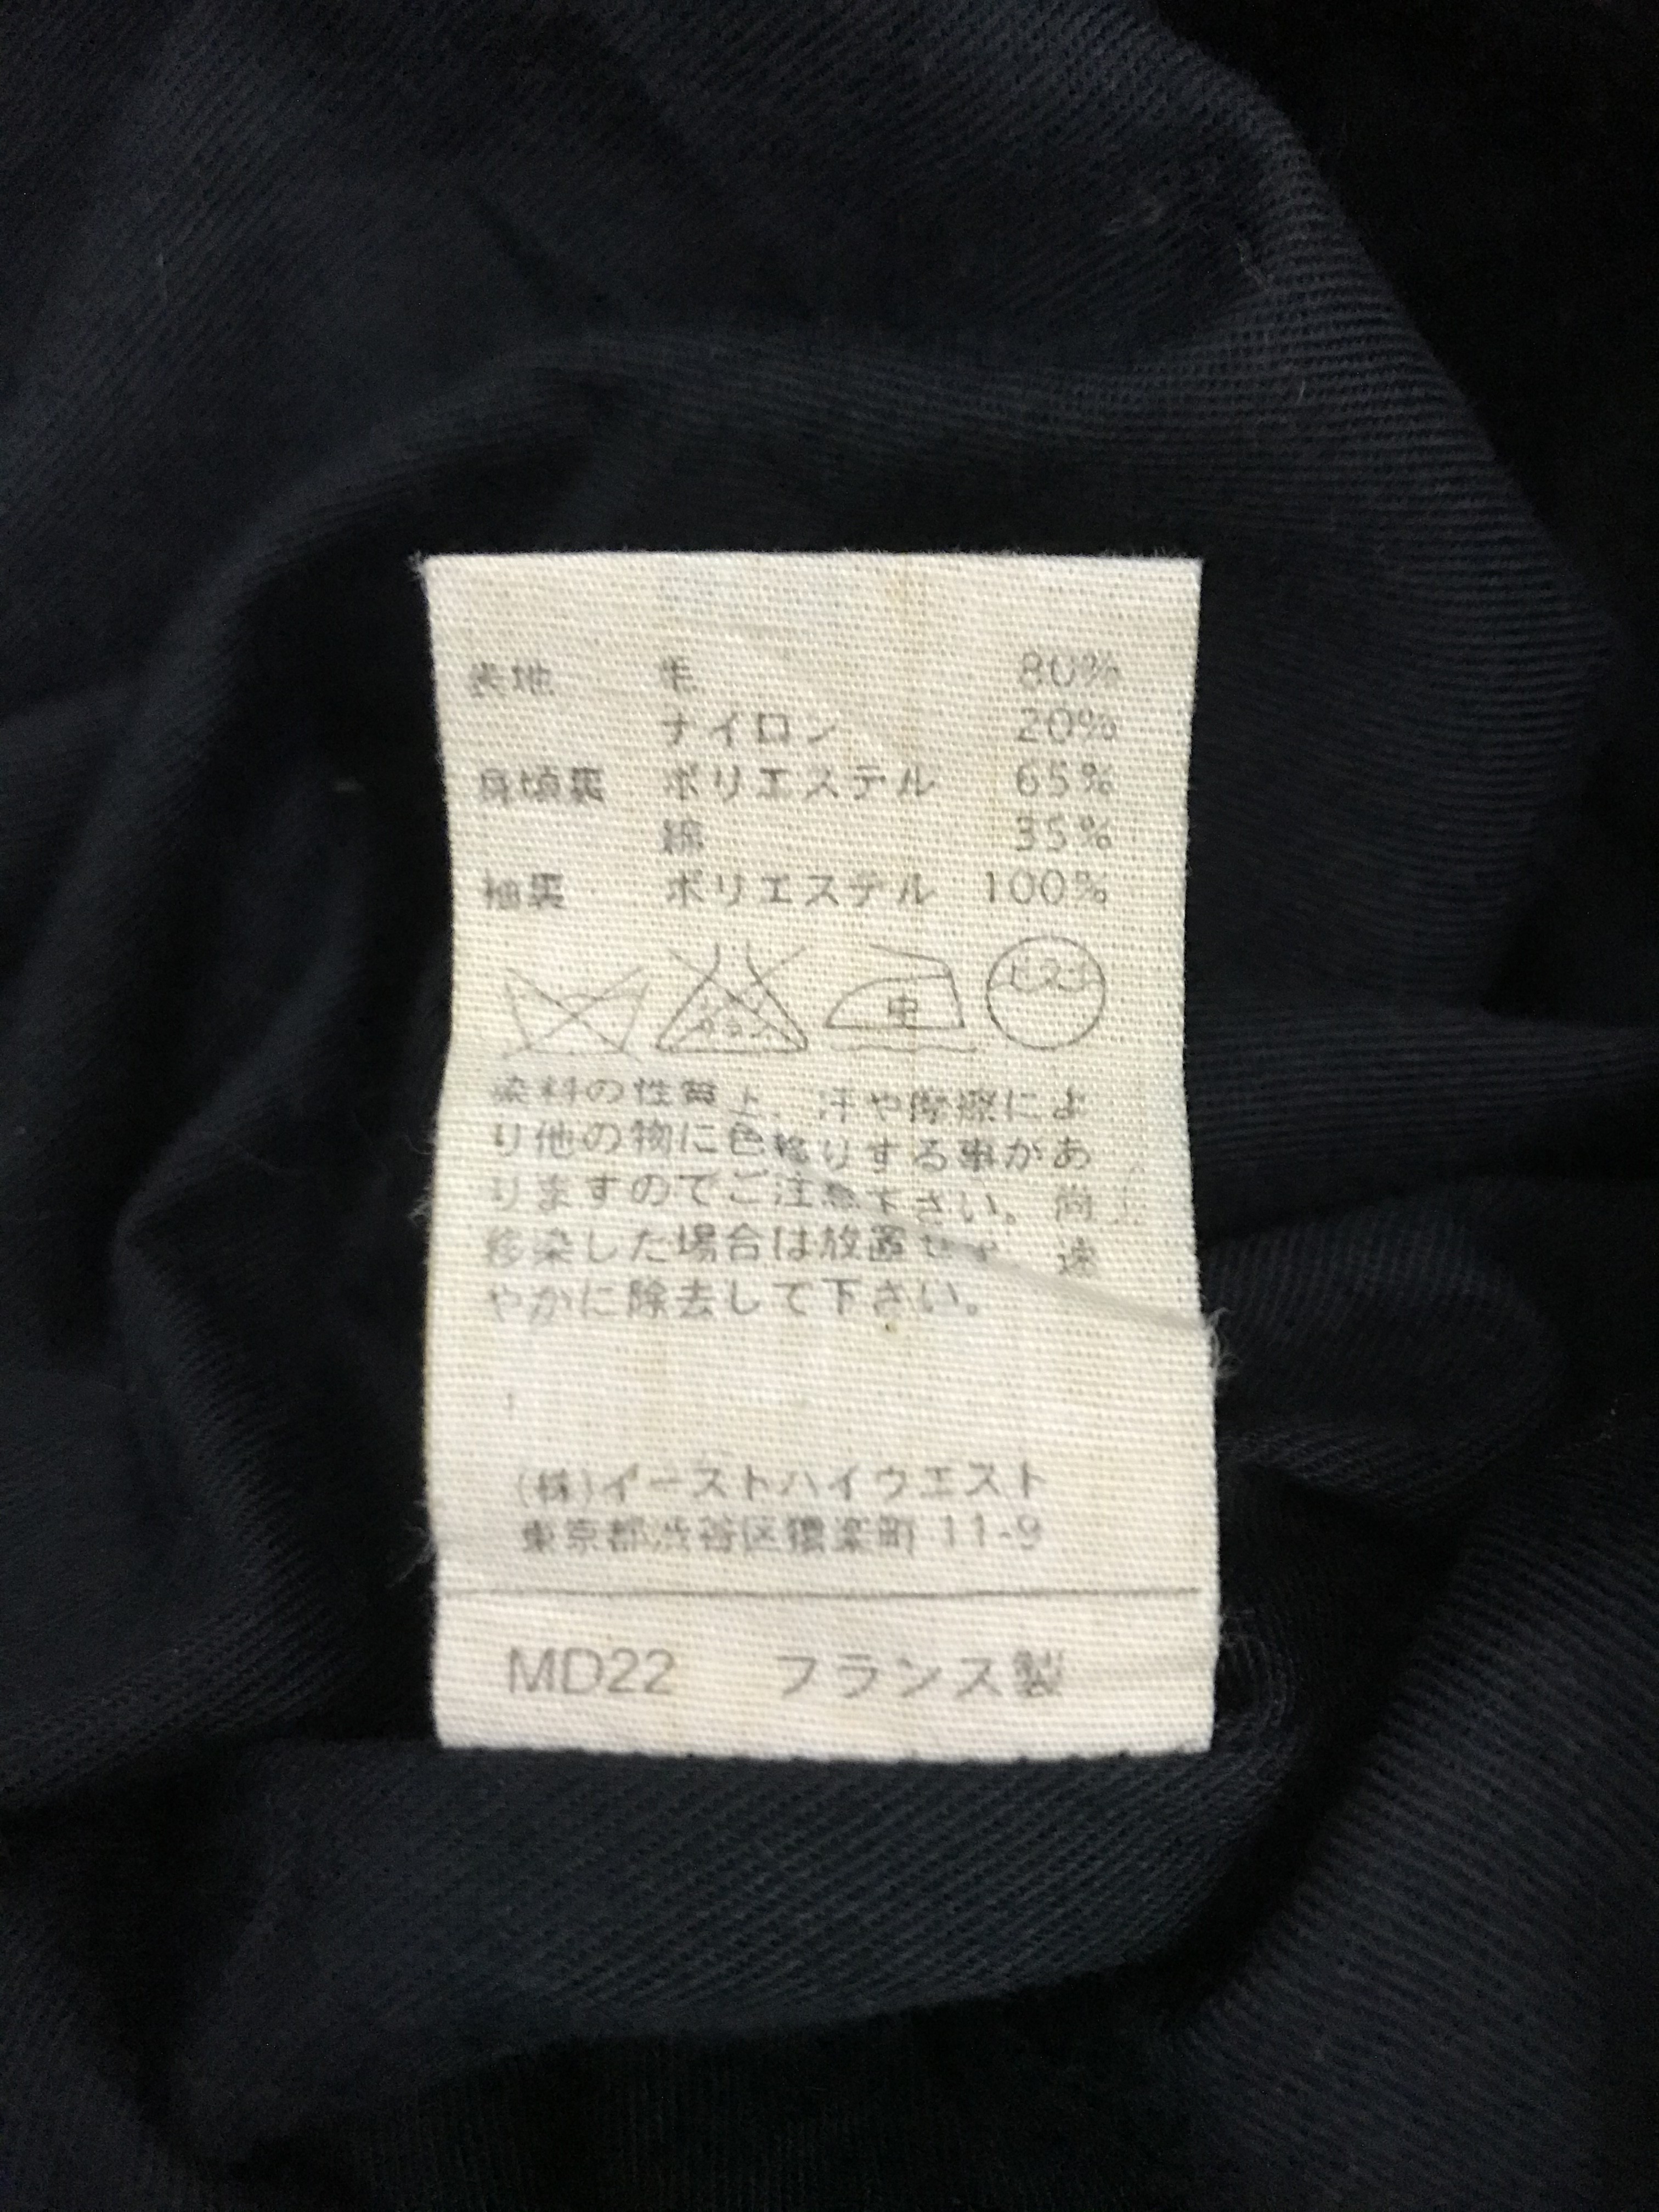 表地 毛 80%
ナイロン 20%
身頃裏 ポリエステル 65%
綿 35%
袖裏 ポリエステル 100%
エンソ 中 ドライ
染料の性質上、汗や摩擦によ
り他の物に色移りする事があ
りますのでご注意下さい。尚
移染した場合は放置せず 速
やかに除去して下さい。
(株)イーストハイウエスト
東京都渋谷区猿楽町 11-9
MD22 フランス製